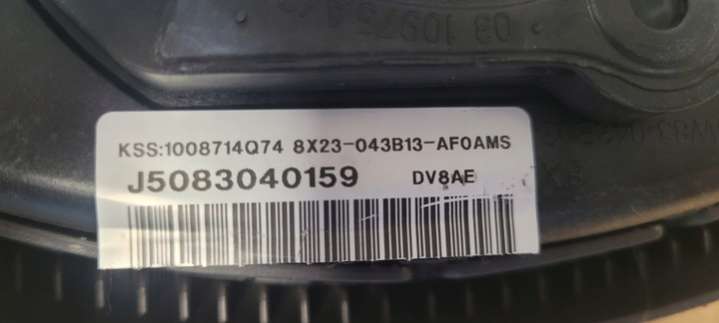 KSS:1008714Q74 8X23-043B13-AF0AMS
J5083040159 DV8AE